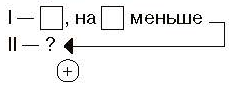 I — □, на □ меньше
II — ?
+